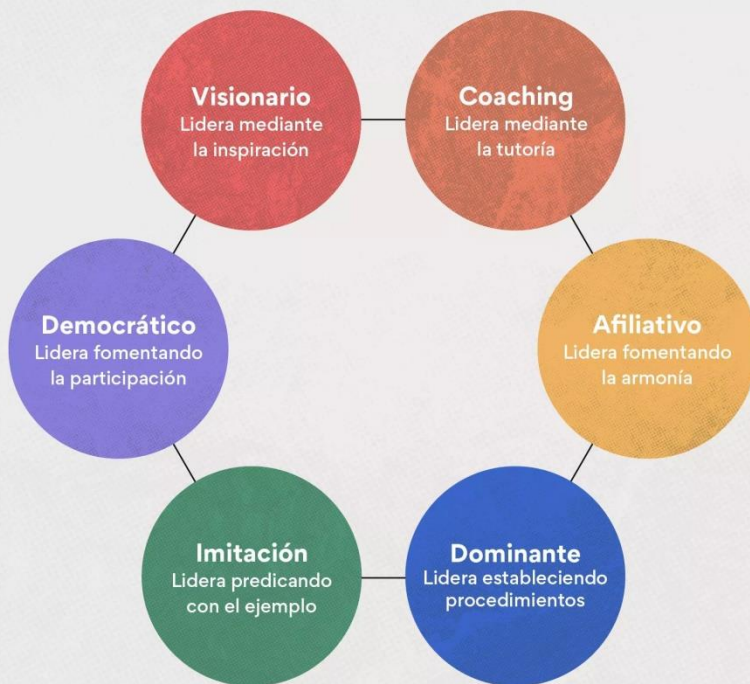 Visionario
Lidera mediante
la inspiración
Coaching
Lidera mediante
la tutoría
Democrático
Lidera fomentando
la participación
Afiliativo
Lidera fomentando
la armonía
Imitación
Lidera predicando
con el ejemplo
Dominante
Lidera estableciendo
procedimientos